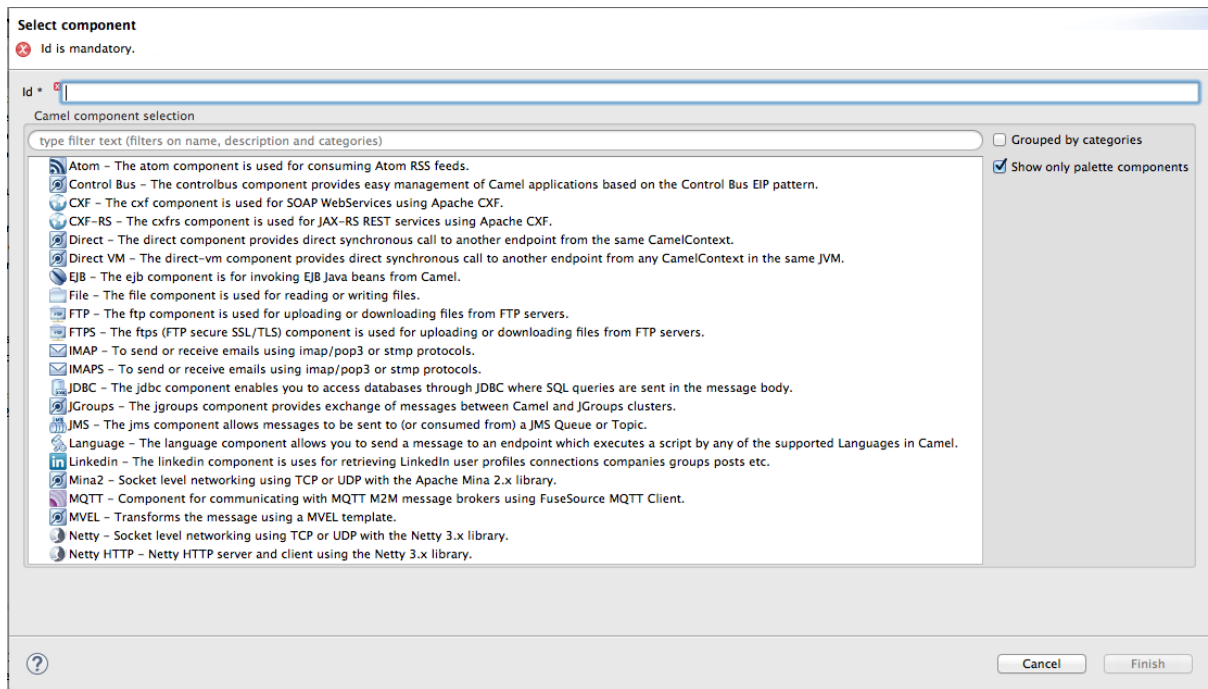 Select component
Id is mandatory.
Id *
Camel component selection
type filter text (filters on name, description and categories)
Grouped by categories
Show only palette components
Atom – The atom component is used for consuming Atom RSS feeds.
Control Bus – The controlbus component provides easy management of Camel applications based on the Control Bus EIP pattern.
CXF – The cxf component is used for SOAP WebServices using Apache CXF.
CXF-RS – The cxfrs component is used for JAX-RS REST services using Apache CXF.
Direct – The direct component provides direct synchronous call to another endpoint from the same CamelContext.
Direct VM – The direct-vm component provides direct synchronous call to another endpoint from any CamelContext in the same JVM.
EJB – The ejb component is for invoking EJB Java beans from Camel.
File – The file component is used for reading or writing files.
FTP – The ftp component is used for uploading or downloading files from FTP servers.
FTPS – The ftps (FTP secure SSL/TLS) component is used for uploading or downloading files from FTP servers.
IMAP – To send or receive emails using imap/pop3 or stmp protocols.
IMAPS – To send or receive emails using imap/pop3 or stmp protocols.
JDBC – The jdbc component enables you to access databases through JDBC where SQL queries are sent in the message body.
JGroups – The jgroups component provides exchange of messages between Camel and JGroups clusters.
JMS – The jms component allows messages to be sent to (or consumed from) a JMS Queue or Topic.
Language – The language component allows you to send a message to an endpoint which executes a script by any of the supported Languages in Camel.
Linkedin – The linkedin component is uses for retrieving LinkedIn user profiles connections companies groups posts etc.
Mina2 – Socket level networking using TCP or UDP with the Apache Mina 2.x library.
MQTT – Component for communicating with MQTT M2M message brokers using FuseSource MQTT Client.
MVEL – Transforms the message using a MVEL template.
Netty – Socket level networking using TCP or UDP with the Netty 3.x library.
Netty HTTP – Netty HTTP server and client using the Netty 3.x library.
Cancel
Finish